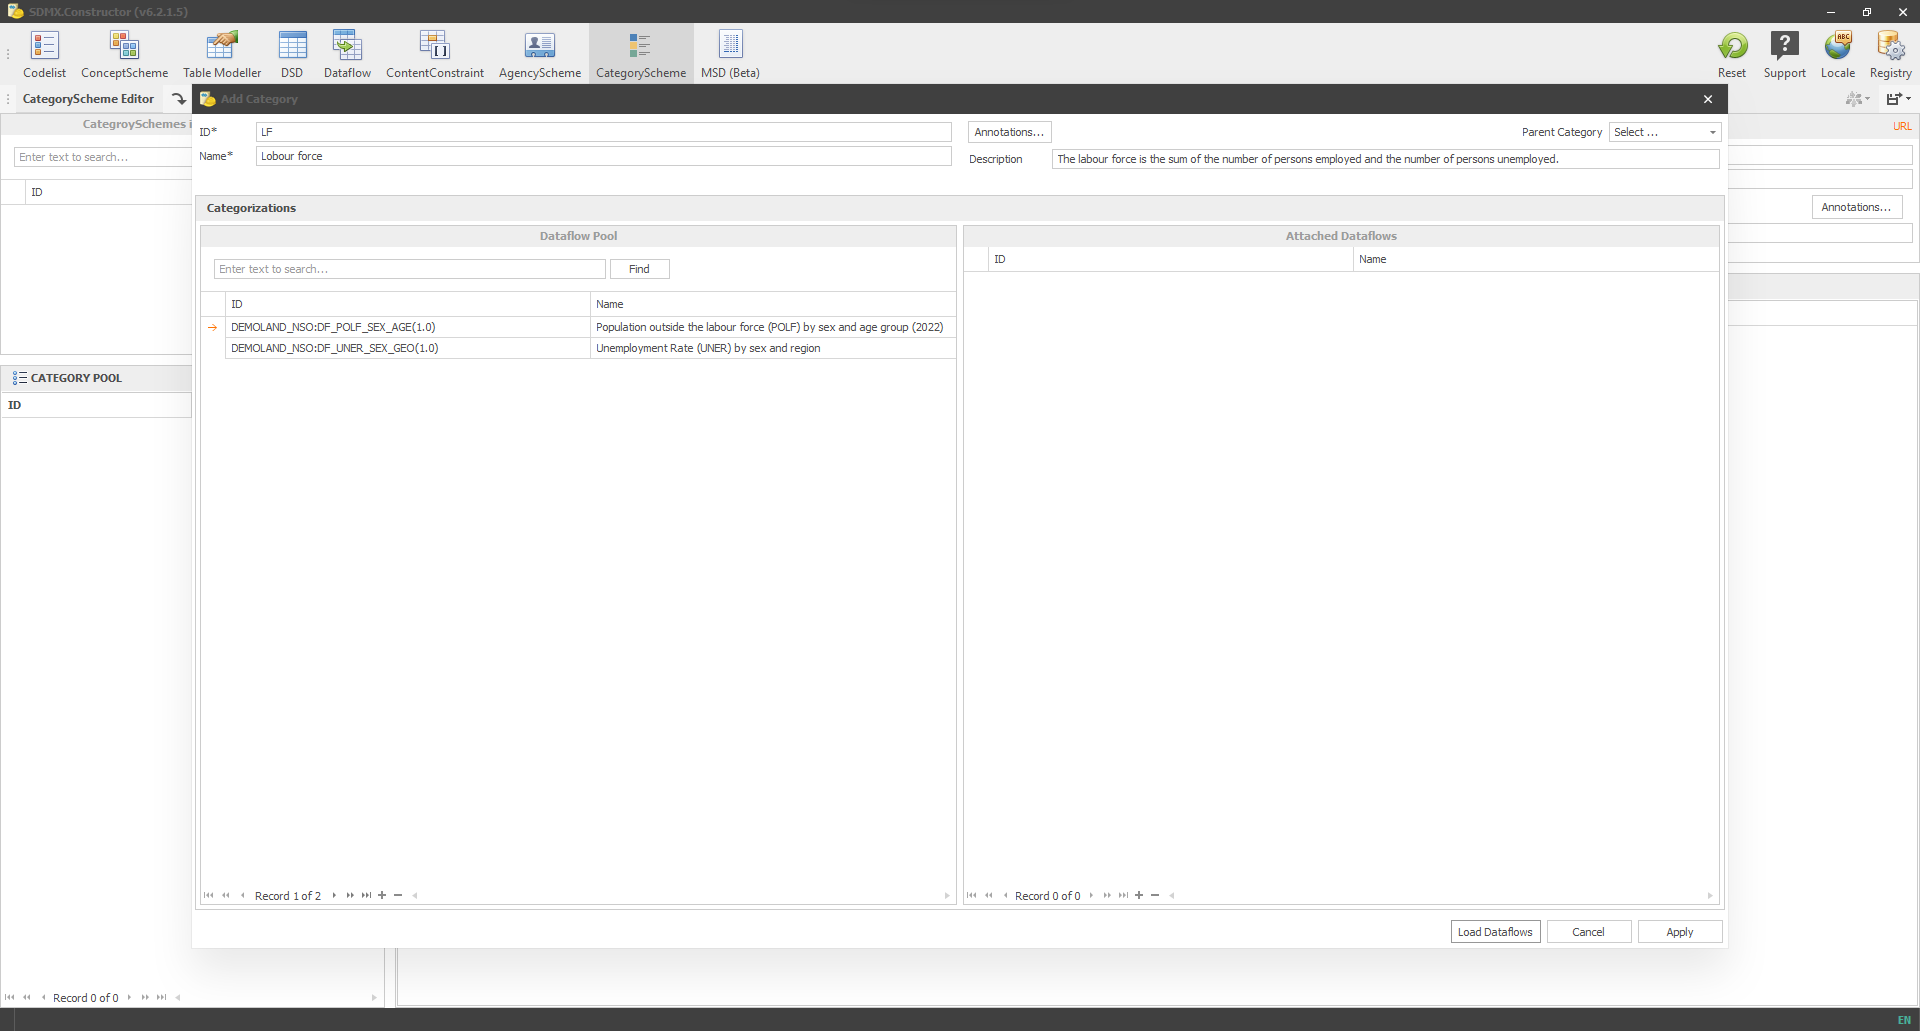 SDMX.Constructor (v6.2.1.5)
Codelist ConceptScheme Table Modeller DSD Dataflow ContentConstraint AgencyScheme CategoryScheme MSD (Beta) Reset Support Locale Registry
CategoryScheme Editor
Add Category
CategroySchemes i
URL
ID* LF Annotations... Parent Category Select ...
Name* Lobour force Description The labour force is the sum of the number of persons employed and the number of persons unemployed.
Enter text to search...
ID
Annotations...
Categorizations
Dataflow Pool Attached Dataflows
Enter text to search... Find
ID Name
ID Name
DEMOLAND_NSO:DF_POLF_SEX_AGE(1.0) Population outside the labour force (POLF) by sex and age group (2022)
DEMOLAND_NSO:DF_UNER_SEX_GEO(1.0) Unemployment Rate (UNER) by sex and region
CATEGORY POOL
ID
Record 1 of 2 Record 0 of 0
Load Dataflows Cancel Apply
Record 0 of 0
EN